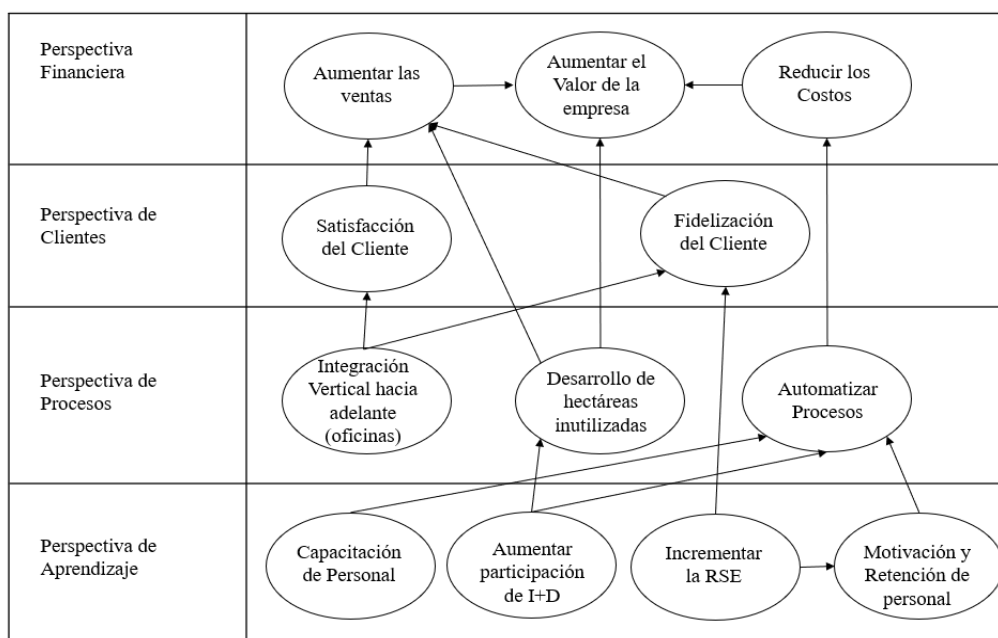 Perspectiva
Financiera
Aumentar las
ventas
Aumentar el
Valor de la
empresa
Reducir los
Costos
Perspectiva de
Clientes
Satisfacción
del Cliente
Fidelización
del Cliente
Perspectiva de
Procesos
Integración
Vertical hacia
adelante
(oficinas)
Desarrollo de
hectáreas
inutilizadas
Automatizar
Procesos
Perspectiva de
Aprendizaje
Capacitación
de Personal
Aumentar
participación
de I+D
Incrementar
la RSE
Motivación y
Retención de
personal